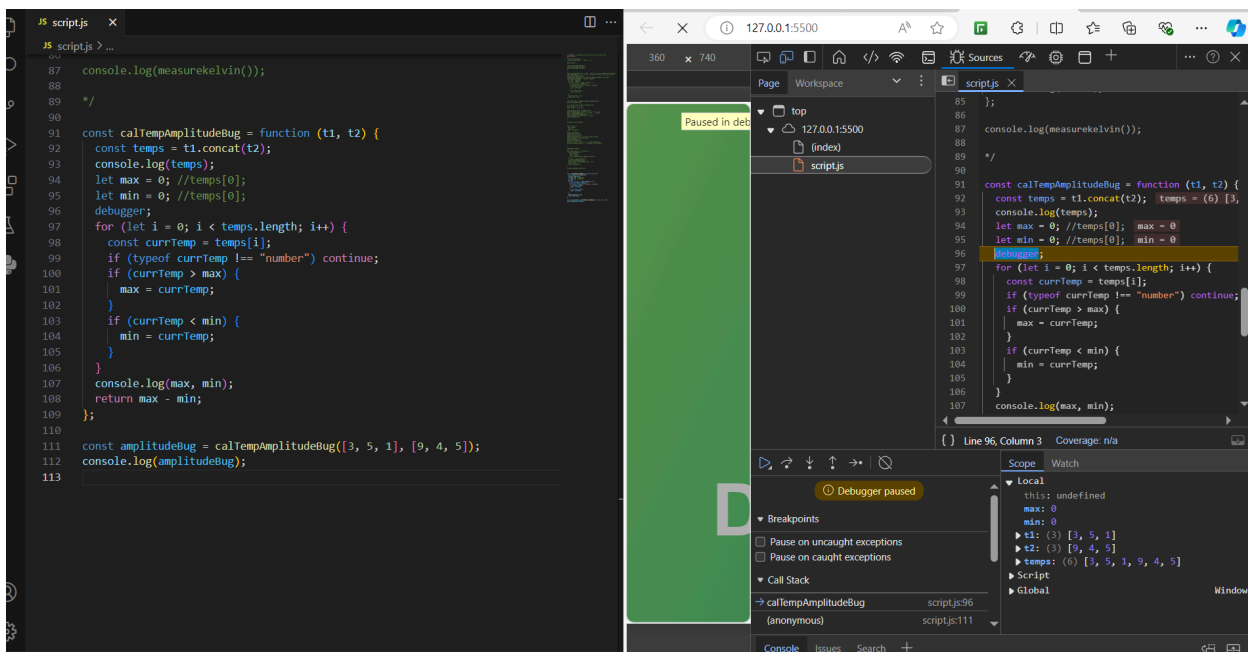 JS script.js ×
JS script.js > ...
87 console.log(measurekelvin());
88
89 */
90
91 const calTempAmplitudeBug = function (t1, t2) {
92 const temps = t1.concat(t2);
93 console.log(temps);
94 let max = 0; //temps[0];
95 let min = 0; //temps[0];
96 debugger;
97 for (let i = 0; i < temps.length; i++) {
98 const currTemp = temps[i];
99 if (typeof currTemp !== "number") continue;
100 if (currTemp > max) {
101 max = currTemp;
102 }
103 if (currTemp < min) {
104 min = currTemp;
105 }
106 }
107 console.log(max, min);
108 return max - min;
109 };
110
111 const amplitudeBug = calTempAmplitudeBug([3, 5, 1], [9, 4, 5]);
112 console.log(amplitudeBug);
113
127.0.0.1:5500
360 × 740
Paused in deb
D
Sources
Page Workspace
top
127.0.0.1:5500
(index)
script.js
script.js ×
85 };
86
87 console.log(measurekelvin());
88
89 */
90
91 const calTempAmplitudeBug = function (t1, t2) {
92 const temps = t1.concat(t2); temps = (6) [3,
93 console.log(temps);
94 let max = 0; //temps[0]; max = 0
95 let min = 0; //temps[0]; min = 0
96 debugger;
97 for (let i = 0; i < temps.length; i++) {
98 const currTemp = temps[i];
99 if (typeof currTemp !== "number") continue;
100 if (currTemp > max) {
101 max = currTemp;
102 }
103 if (currTemp < min) {
104 min = currTemp;
105 }
106 }
107 console.log(max, min);
{ } Line 96, Column 3 Coverage: n/a
Debugger paused
Breakpoints
Pause on uncaught exceptions
Pause on caught exceptions
Call Stack
calTempAmplitudeBug script.js:96
(anonymous) script.js:111
Scope Watch
Local
this: undefined
max: 0
min: 0
t1: (3) [3, 5, 1]
t2: (3) [9, 4, 5]
temps: (6) [3, 5, 1, 9, 4, 5]
Script
Global Window
Console Issues Search +